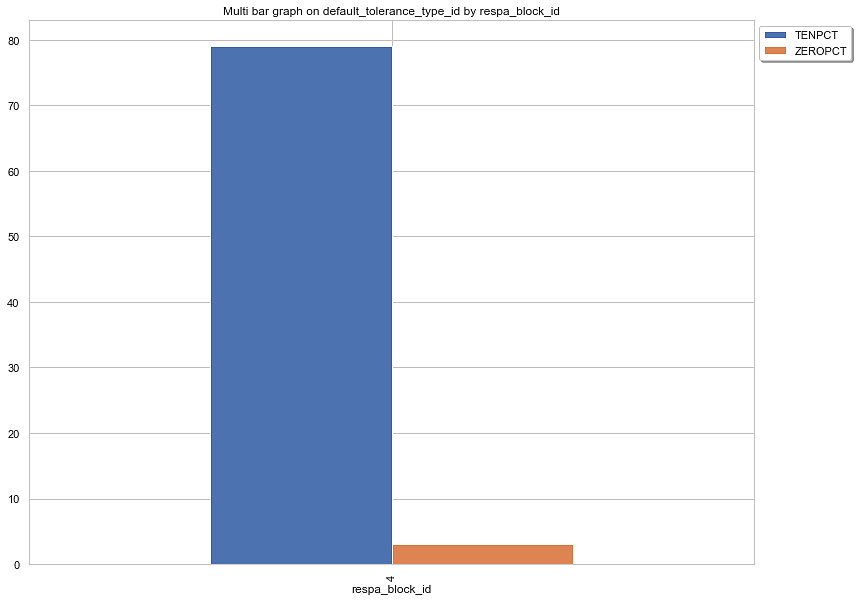 Multi bar graph on default_tolerance_type_id by respa_block_id
TENPCT
ZEROPCT
80
70
60
50
40
30
20
10
0
4
respa_block_id